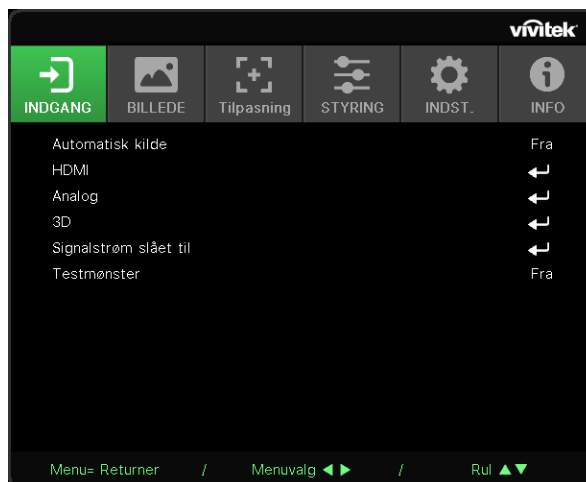 vivitek
INDGANG BILLEDE Tilpasning STYRING INDST. INFO
Automatisk kilde Fra
HDMI
Analog
3D
Signalstrøm slået til
Testmønster Fra
Menu= Returner / Menuvalg ◀ ▶ / Rul ▲▼